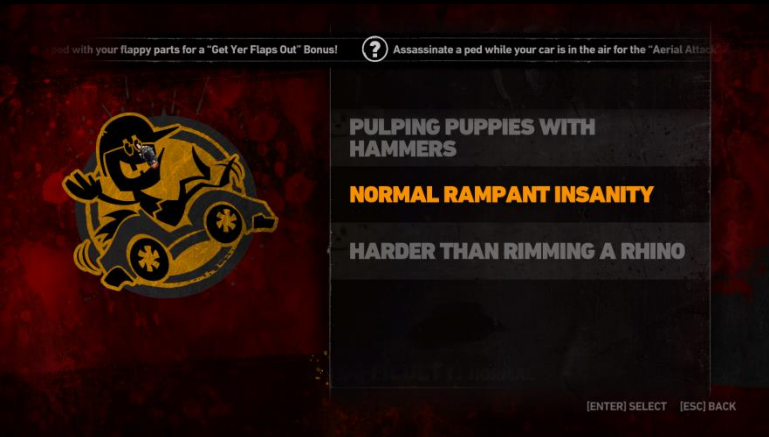 with your flappy parts for a "Get Yer Flaps Out" Bonus!
? Assassinate a ped while your car is in the air for the "Aerial Attack
PULPING PUPPIES WITH
HAMMERS
NORMAL RAMPANT INSANITY
HARDER THAN RIMMING A RHINO
[ENTER] SELECT [ESC] BACK